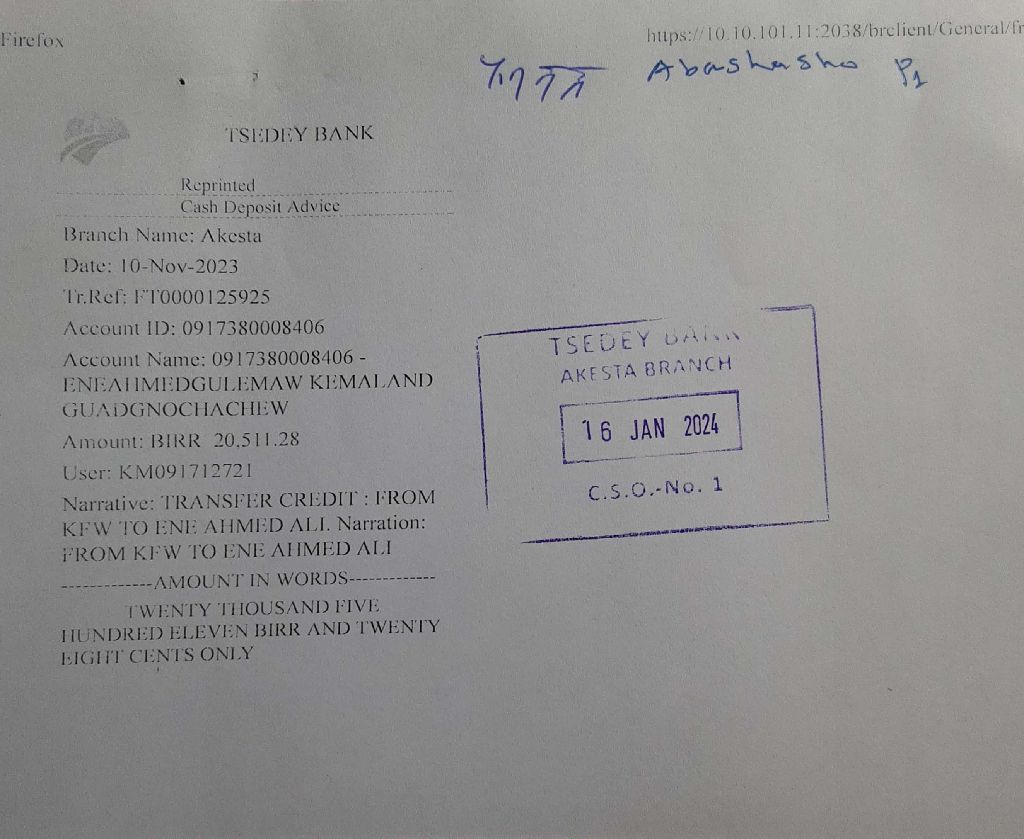 Firefox
https://10.10.101.11:2038/brclient/General/fr
Abashasho P1
TSEDEY BANK
Reprinted
Cash Deposit Advice
Branch Name: Akesta
Date: 10-Nov-2023
Tr.Ref: FT0000125925
Account ID: 0917380008406
Account Name: 0917380008406 -
ENEAHMEDGULEMAW KEMALAND
GUADGNOCHACHEW
Amount: BIRR 20,511.28
User: KM091712721
Narrative: TRANSFER CREDIT : FROM
KFW TO ENE AHMED ALI. Narration:
FROM KFW TO ENE AHMED ALI
-------------AMOUNT IN WORDS-------------
TWENTY THOUSAND FIVE
HUNDRED ELEVEN BIRR AND TWENTY
EIGHT CENTS ONLY
TSEDEY BANK
AKESTA BRANCH
16 JAN 2024
C.S.O.-No. 1